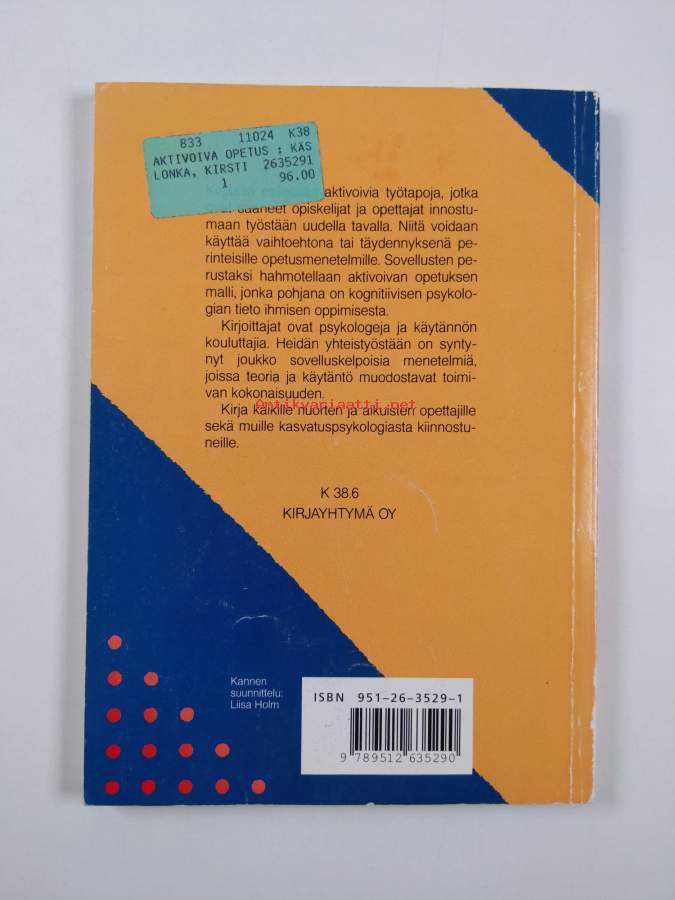 833 11024 K38
AKTIVOIVA OPETUS : KÄS
LONKA, KIRSTI 2635291
1 96.00
aktivoivia työtapoja, jotka
saaneet opiskelijat ja opettajat innostu-
maan työstään uudella tavalla. Niitä voidaan
käyttää vaihtoehtona tai täydennyksenä pe-
rinteisille opetusmenetelmille. Sovellusten pe-
rustaksi hahmotellaan aktivoivan opetuksen
malli, jonka pohjana on kognitiivisen psykolo-
gian tieto ihmisen oppimisesta.
Kirjoittajat ovat psykologeja ja käytännön
kouluttajia. Heidän yhteistyöstään on synty-
nyt joukko sovelluskelpoisia menetelmiä,
joissa teoria ja käytäntö muodostavat toimi-
van kokonaisuuden.
Antikvariaatti.net
Kirja kaikille nuorten ja aikuisten opettajille
sekä muille kasvatuspsykologiasta kiinnostu-
neille.
K 38.6
KIRJAYHTYMÄ OY
Kannen
suunnittelu:
Liisa Holm
ISBN 951-26-3529-1
9 789512 635290